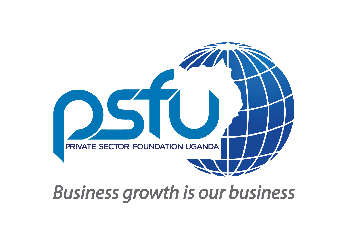 psfu
PRIVATE SECTOR FOUNDATION UGANDA
Business growth is our business